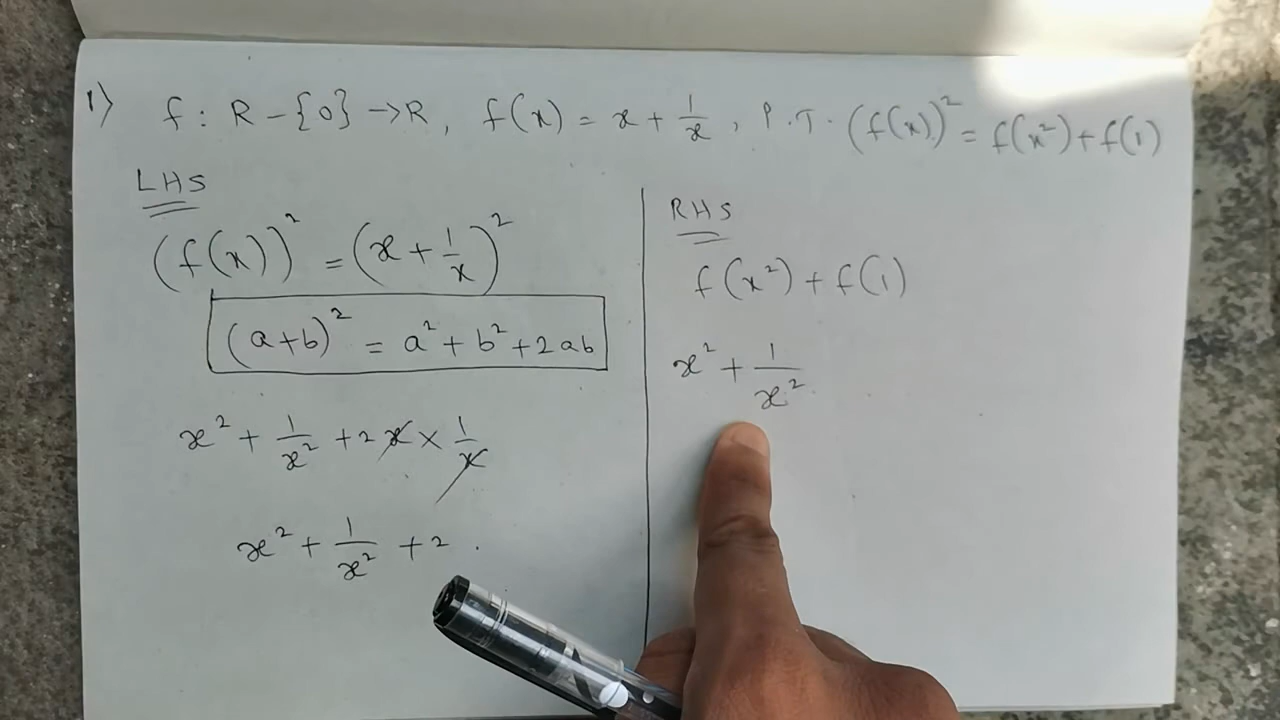 1) f : R - {0} → R, f(x) = x + 1/x, P.T. (f(x))² = f(x²) + f(1)
LHS
(f(x))² = (x + 1/x)²
(a+b)² = a² + b² + 2ab
x² + 1/x² + 2 x × 1/x
x² + 1/x² + 2 .
RHS
f(x²) + f(1)
x² + 1/x²